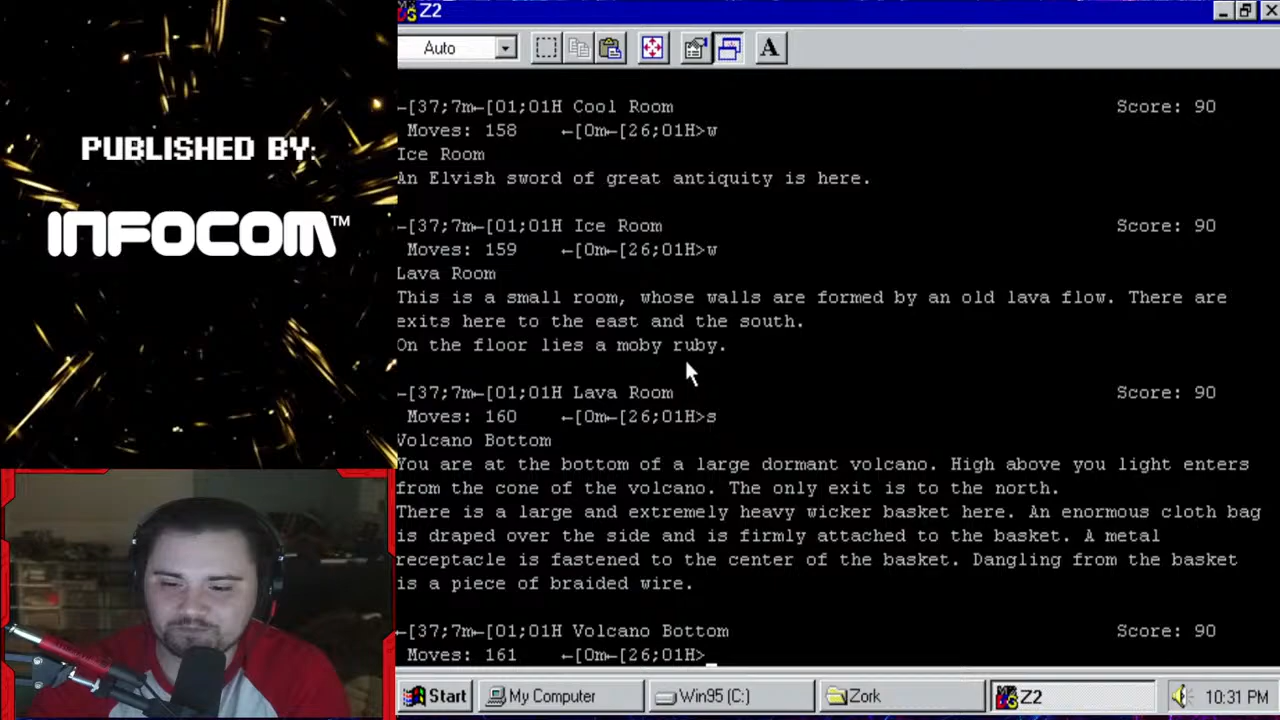 PUBLISHED BY:
INFOCOM™
Z2
Auto
A
←[37;7m←[01;01H Cool Room Score: 90
Moves: 158 ←[0m←[26;01H>w
Ice Room
An Elvish sword of great antiquity is here.
←[37;7m←[01;01H Ice Room Score: 90
Moves: 159 ←[0m←[26;01H>w
Lava Room
This is a small room, whose walls are formed by an old lava flow. There are
exits here to the east and the south.
On the floor lies a moby ruby.
←[37;7m←[01;01H Lava Room Score: 90
Moves: 160 ←[0m←[26;01H>s
Volcano Bottom
You are at the bottom of a large dormant volcano. High above you light enters
from the cone of the volcano. The only exit is to the north.
There is a large and extremely heavy wicker basket here. An enormous cloth bag
is draped over the side and is firmly attached to the basket. A metal
receptacle is fastened to the center of the basket. Dangling from the basket
is a piece of braided wire.
←[37;7m←[01;01H Volcano Bottom Score: 90
Moves: 161 ←[0m←[26;01H>_
Start My Computer Win95 (C:) Zork Z2 10:31 PM